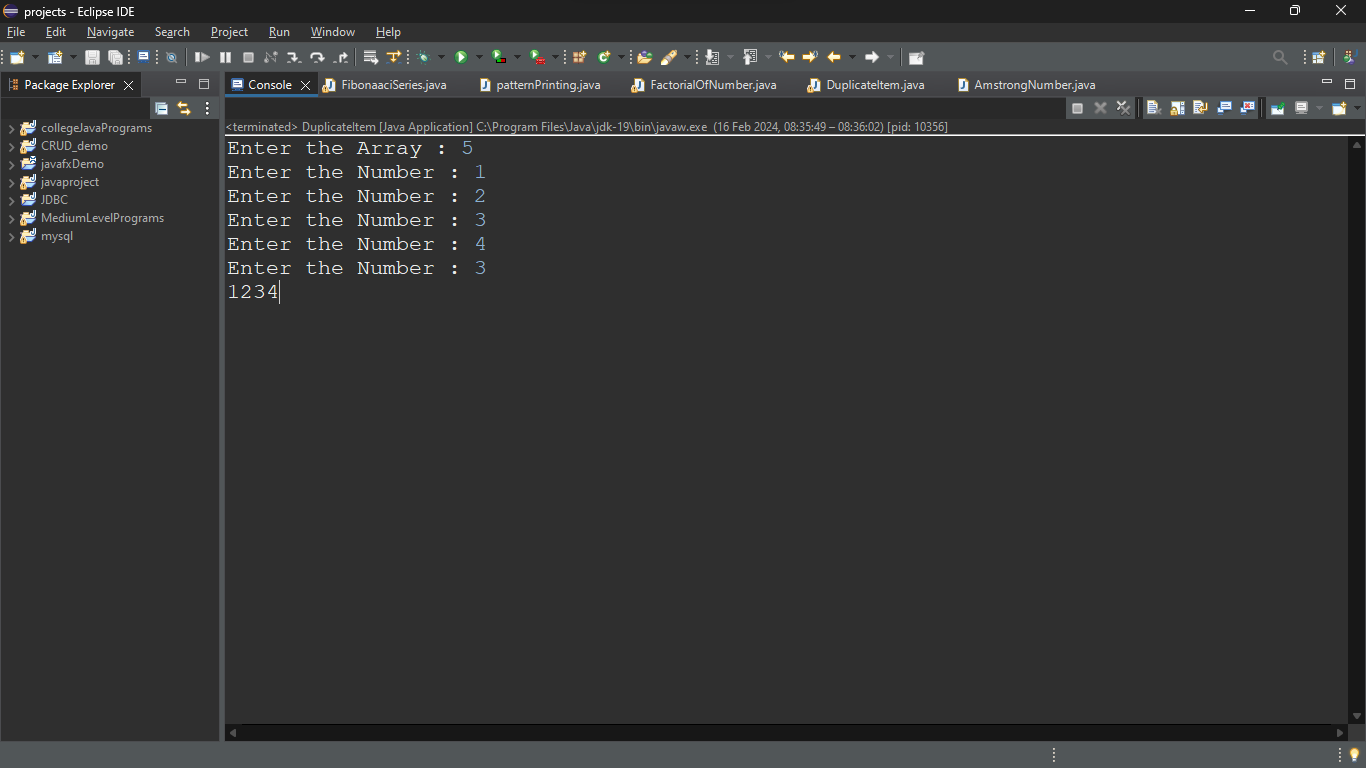 projects - Eclipse IDE
File Edit Navigate Search Project Run Window Help
Package Explorer
Console FibonaaciSeries.java patternPrinting.java FactorialOfNumber.java DuplicateItem.java AmstrongNumber.java
collegeJavaPrograms
CRUD_demo
javafxDemo
javaproject
JDBC
MediumLevelPrograms
mysql
<terminated> DuplicateItem [Java Application] C:\Program Files\Java\jdk-19\bin\javaw.exe (16 Feb 2024, 08:35:49 – 08:36:02) [pid: 10356]
Enter the Array : 5
Enter the Number : 1
Enter the Number : 2
Enter the Number : 3
Enter the Number : 4
Enter the Number : 3
1234